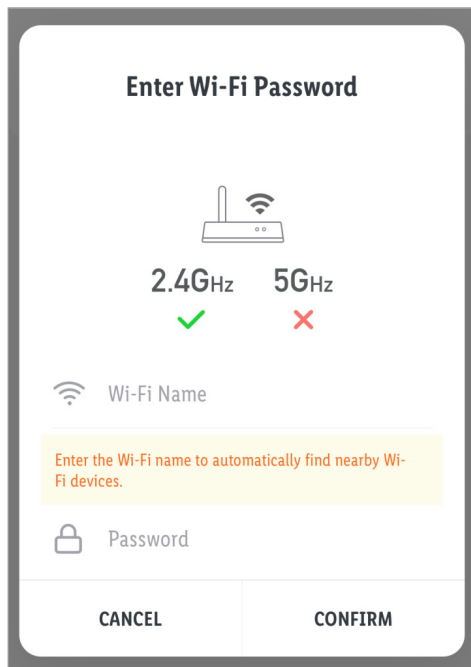 Enter Wi-Fi Password
2.4GHz 5GHz
Wi-Fi Name
Enter the Wi-Fi name to automatically find nearby Wi-
Fi devices.
Password
CANCEL CONFIRM